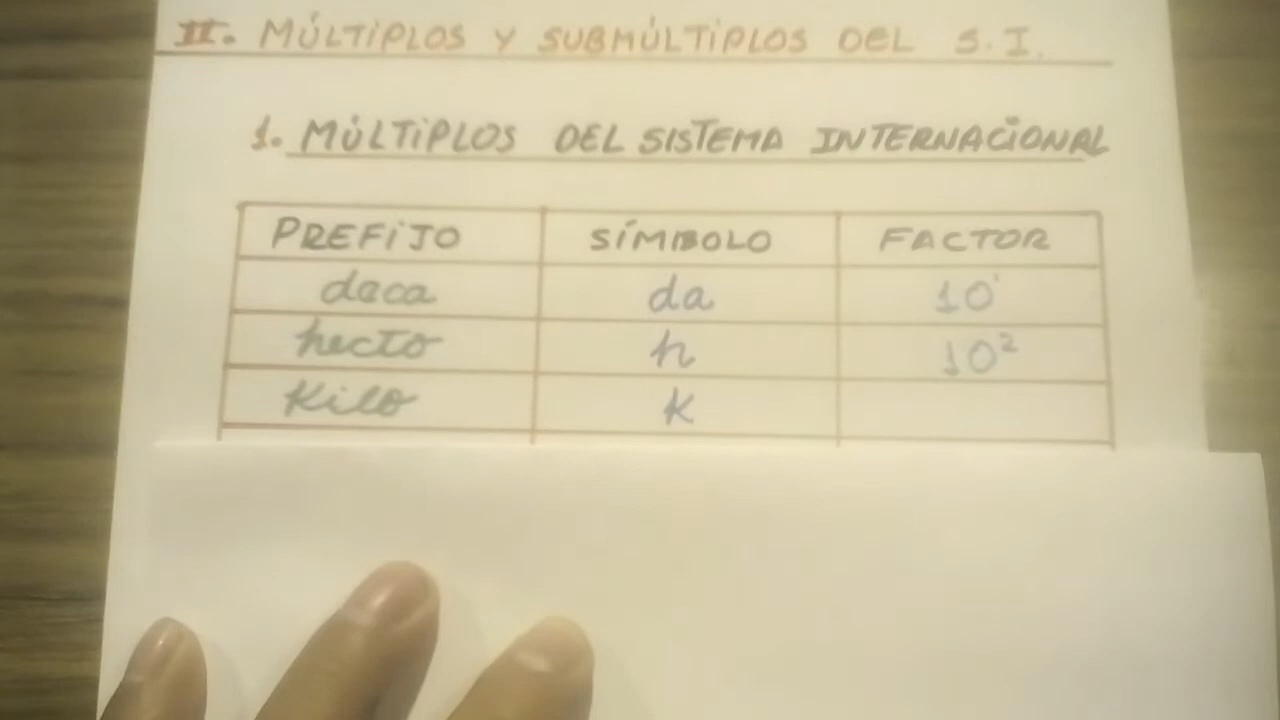 II. MÚLTIPLOS Y SUBMÚLTIPLOS DEL S.I.
1. MÚLTIPLOS DEL SISTEMA INTERNACIONAL
PREFIJO SÍMBOLO FACTOR
deca da 10¹
hecto h 10²
Kilo K